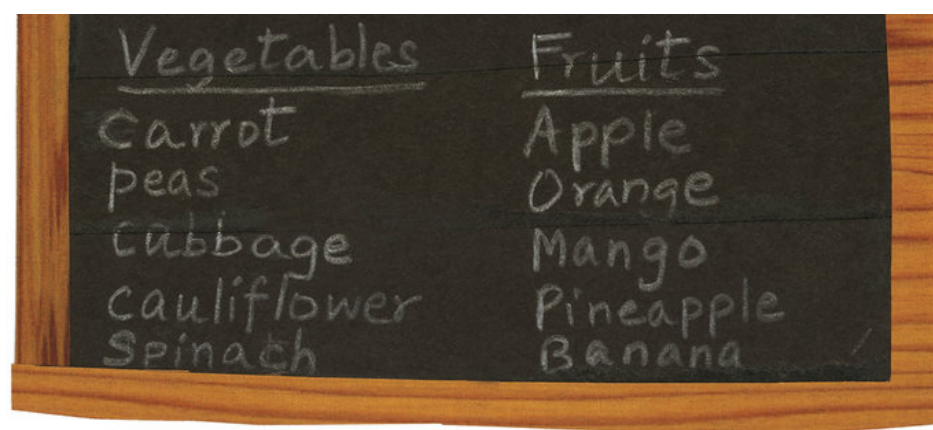 Vegetables Fruits
Carrot Apple
peas Orange
cabbage Mango
cauliflower Pineapple
Spinach Banana